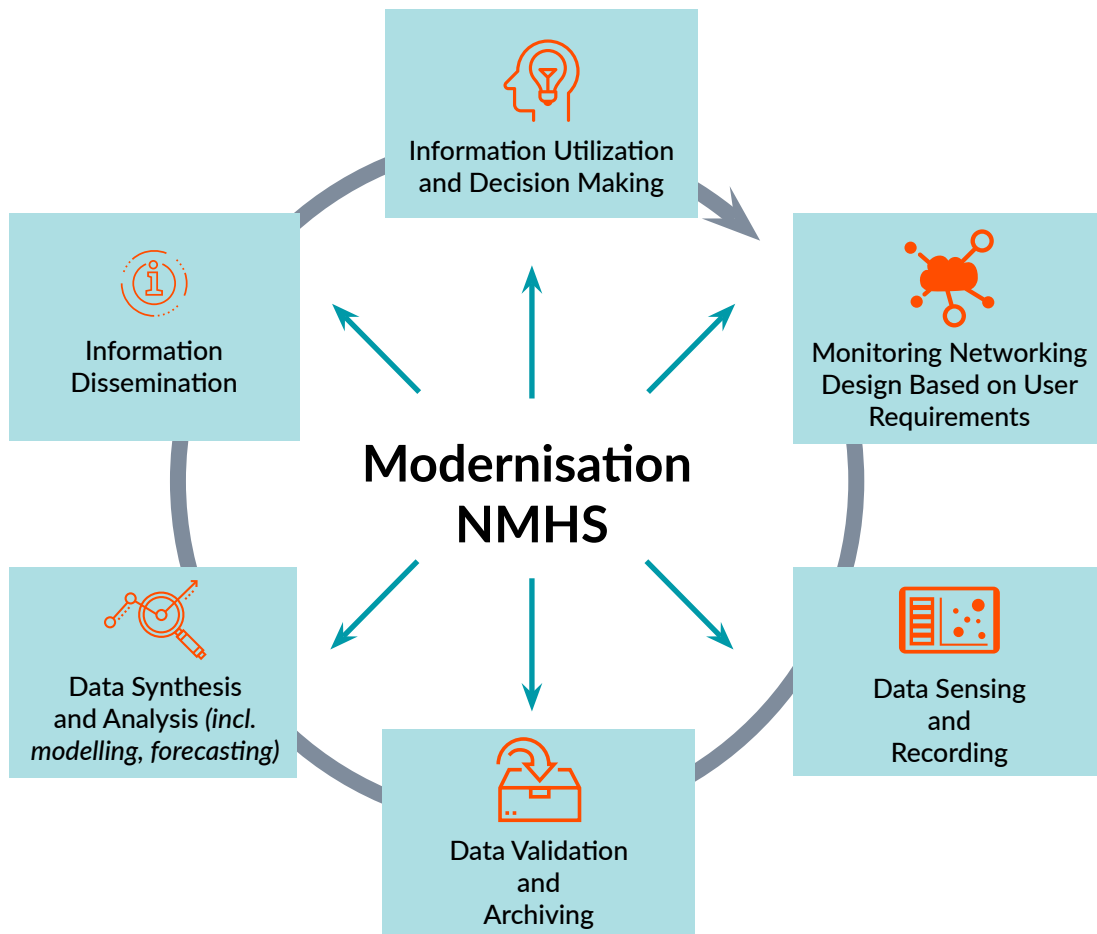 Information Utilization
and Decision Making
Monitoring Networking
Design Based on User
Requirements
Data Sensing
and
Recording
Data Validation
and
Archiving
Data Synthesis
and Analysis (incl.
modelling, forecasting)
Information
Dissemination
Modernisation
NMHS